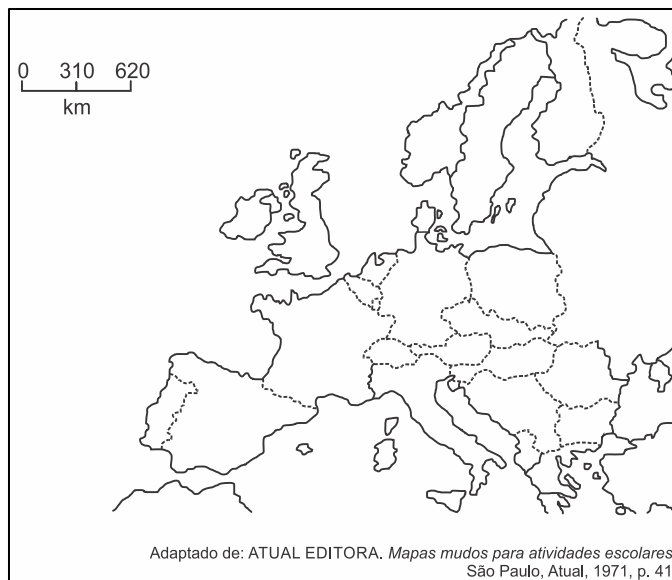 0 310 620
km
Adaptado de: ATUAL EDITORA. Mapas mudos para atividades escolares
São Paulo, Atual, 1971, p. 41